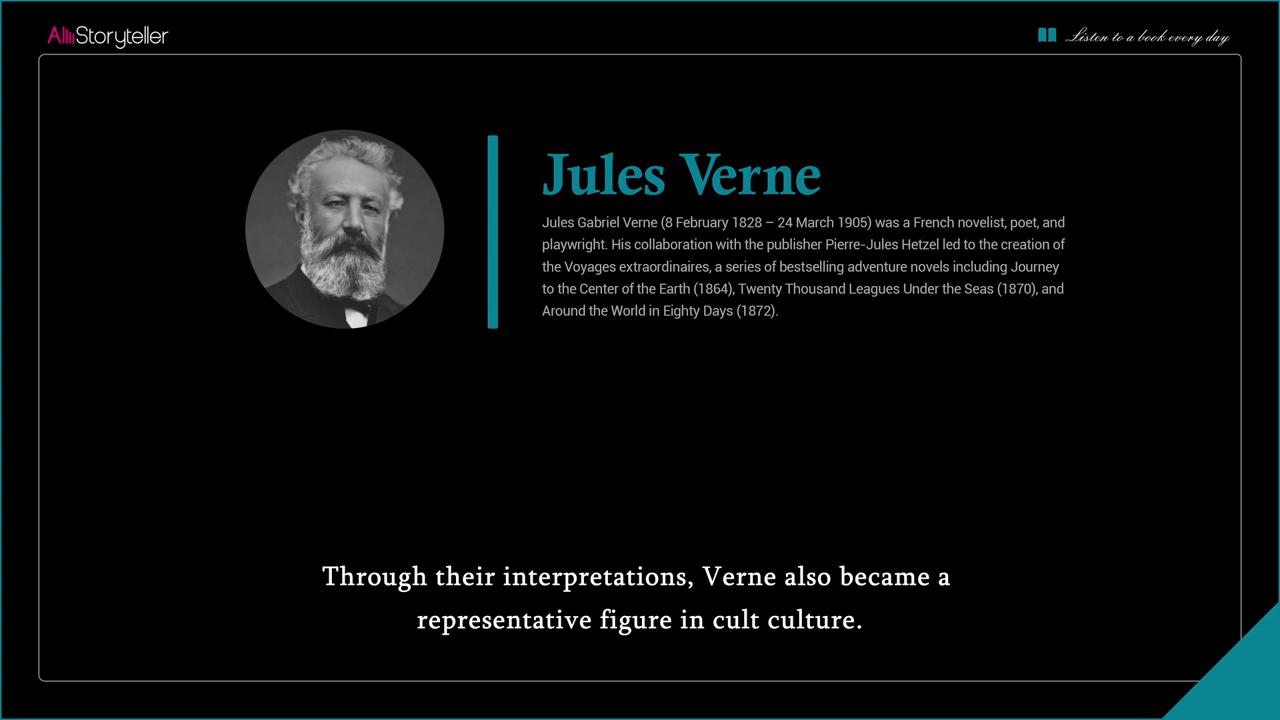 AllStoryteller
Listen to a book every day
Jules Verne
Jules Gabriel Verne (8 February 1828 – 24 March 1905) was a French novelist, poet, and
playwright. His collaboration with the publisher Pierre-Jules Hetzel led to the creation of
the Voyages extraordinaires, a series of bestselling adventure novels including Journey
to the Center of the Earth (1864), Twenty Thousand Leagues Under the Seas (1870), and
Around the World in Eighty Days (1872).
Through their interpretations, Verne also became a
representative figure in cult culture.